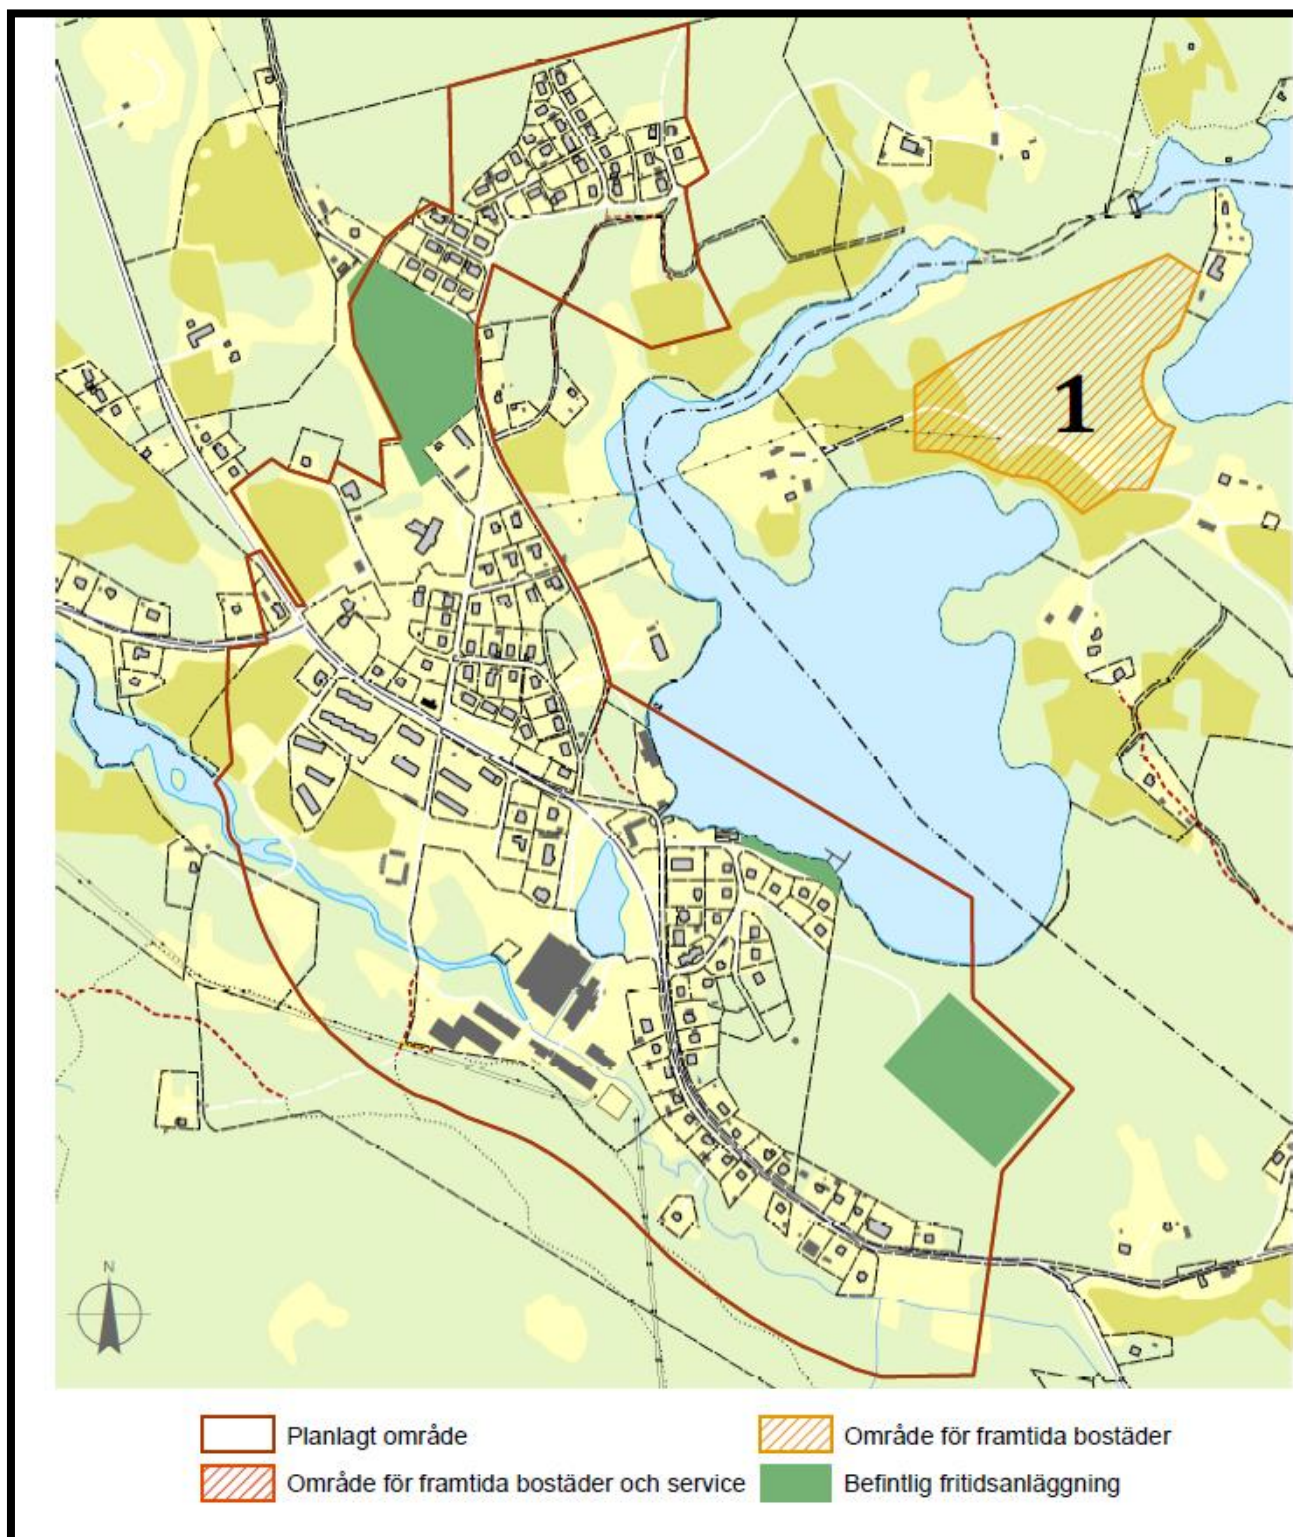 1
N
Planlagt område
Område för framtida bostäder
Område för framtida bostäder och service
Befintlig fritidsanläggning